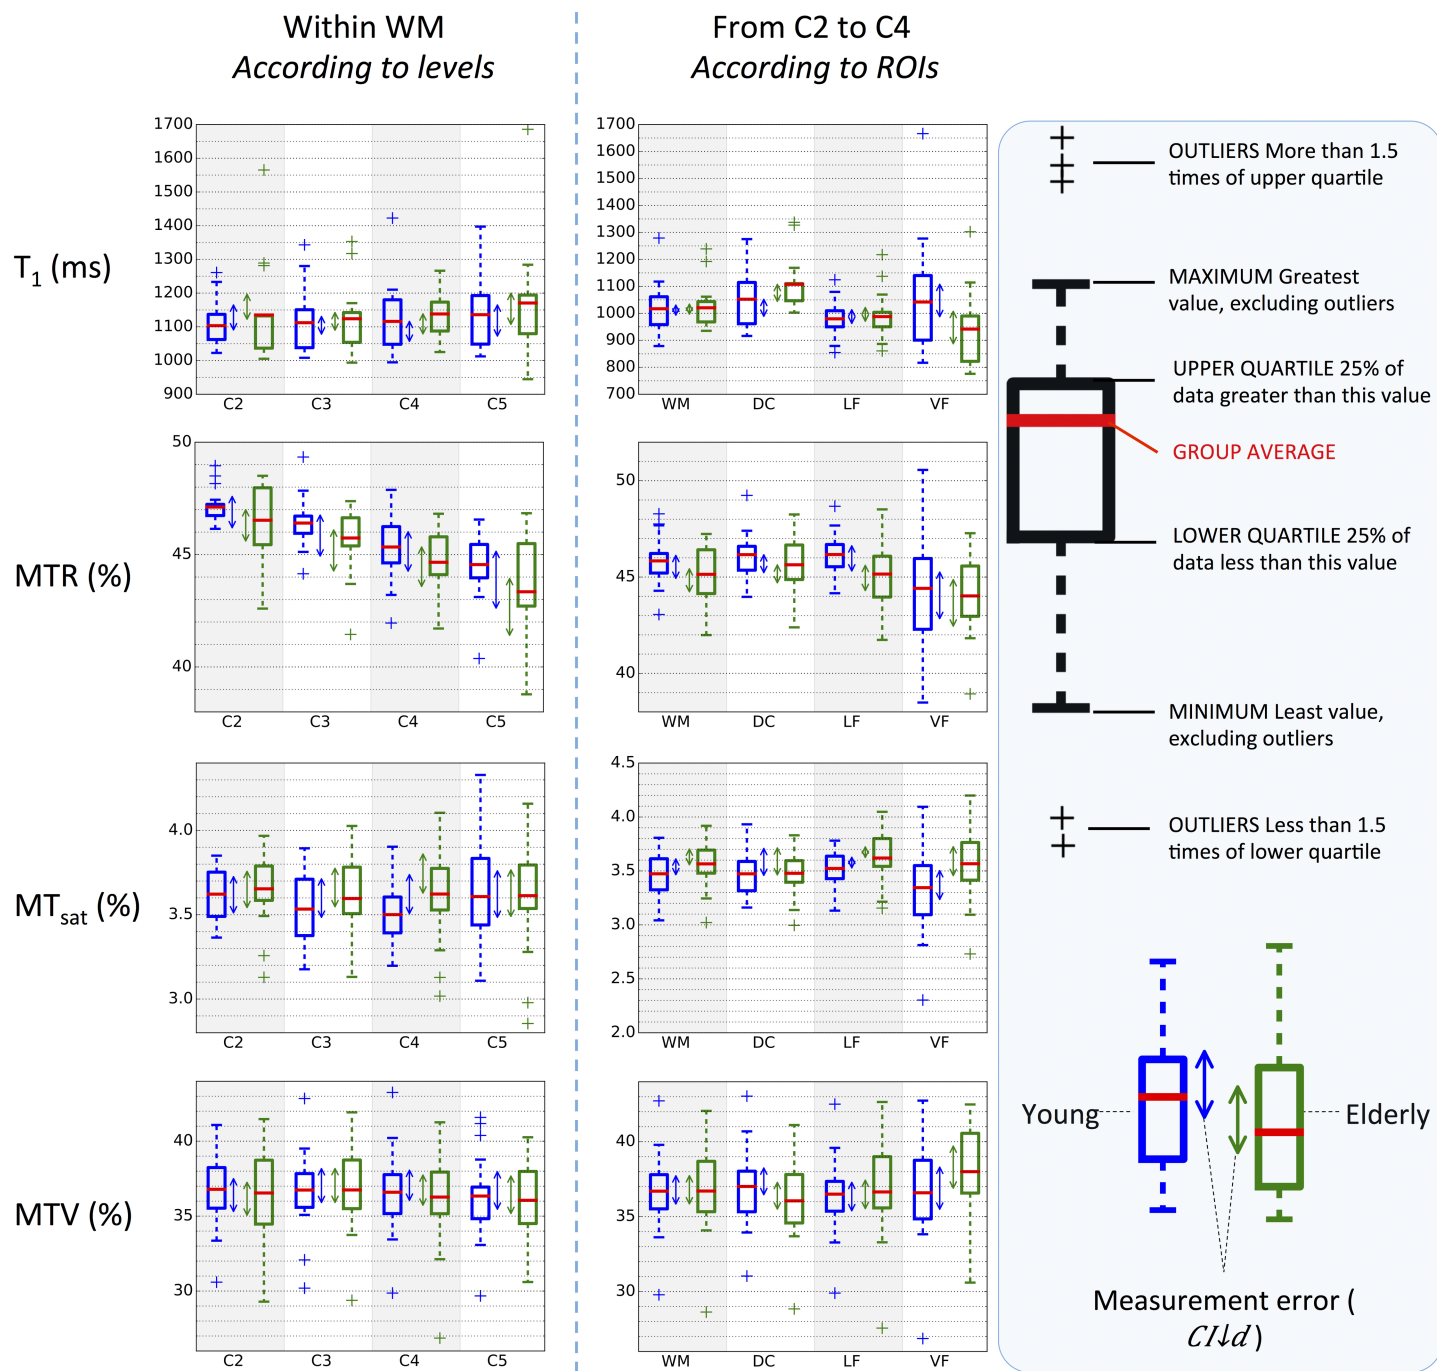 Within WM
According to levels
From C2 to C4
According to ROIs
T1 (ms)
1700
1600
1500
1400
1300
1200
1100
1000
900
C2
C3
C4
C5
1700
1600
1500
1400
1300
1200
1100
1000
900
800
700
WM
DC
LF
VF
MTR (%)
50
45
40
C2
C3
C4
C5
50
45
40
WM
DC
LF
VF
MTsat (%)
4.0
3.5
3.0
C2
C3
C4
C5
4.5
4.0
3.5
3.0
2.5
2.0
WM
DC
LF
VF
MTV (%)
40
35
30
C2
C3
C4
C5
40
35
30
WM
DC
LF
VF
OUTLIERS More than 1.5
times of upper quartile
MAXIMUM Greatest
value, excluding outliers
UPPER QUARTILE 25% of
data greater than this value
GROUP AVERAGE
LOWER QUARTILE 25% of
data less than this value
MINIMUM Least value,
excluding outliers
OUTLIERS Less than 1.5
times of lower quartile
Young
Elderly
Measurement error (
CI↓d )